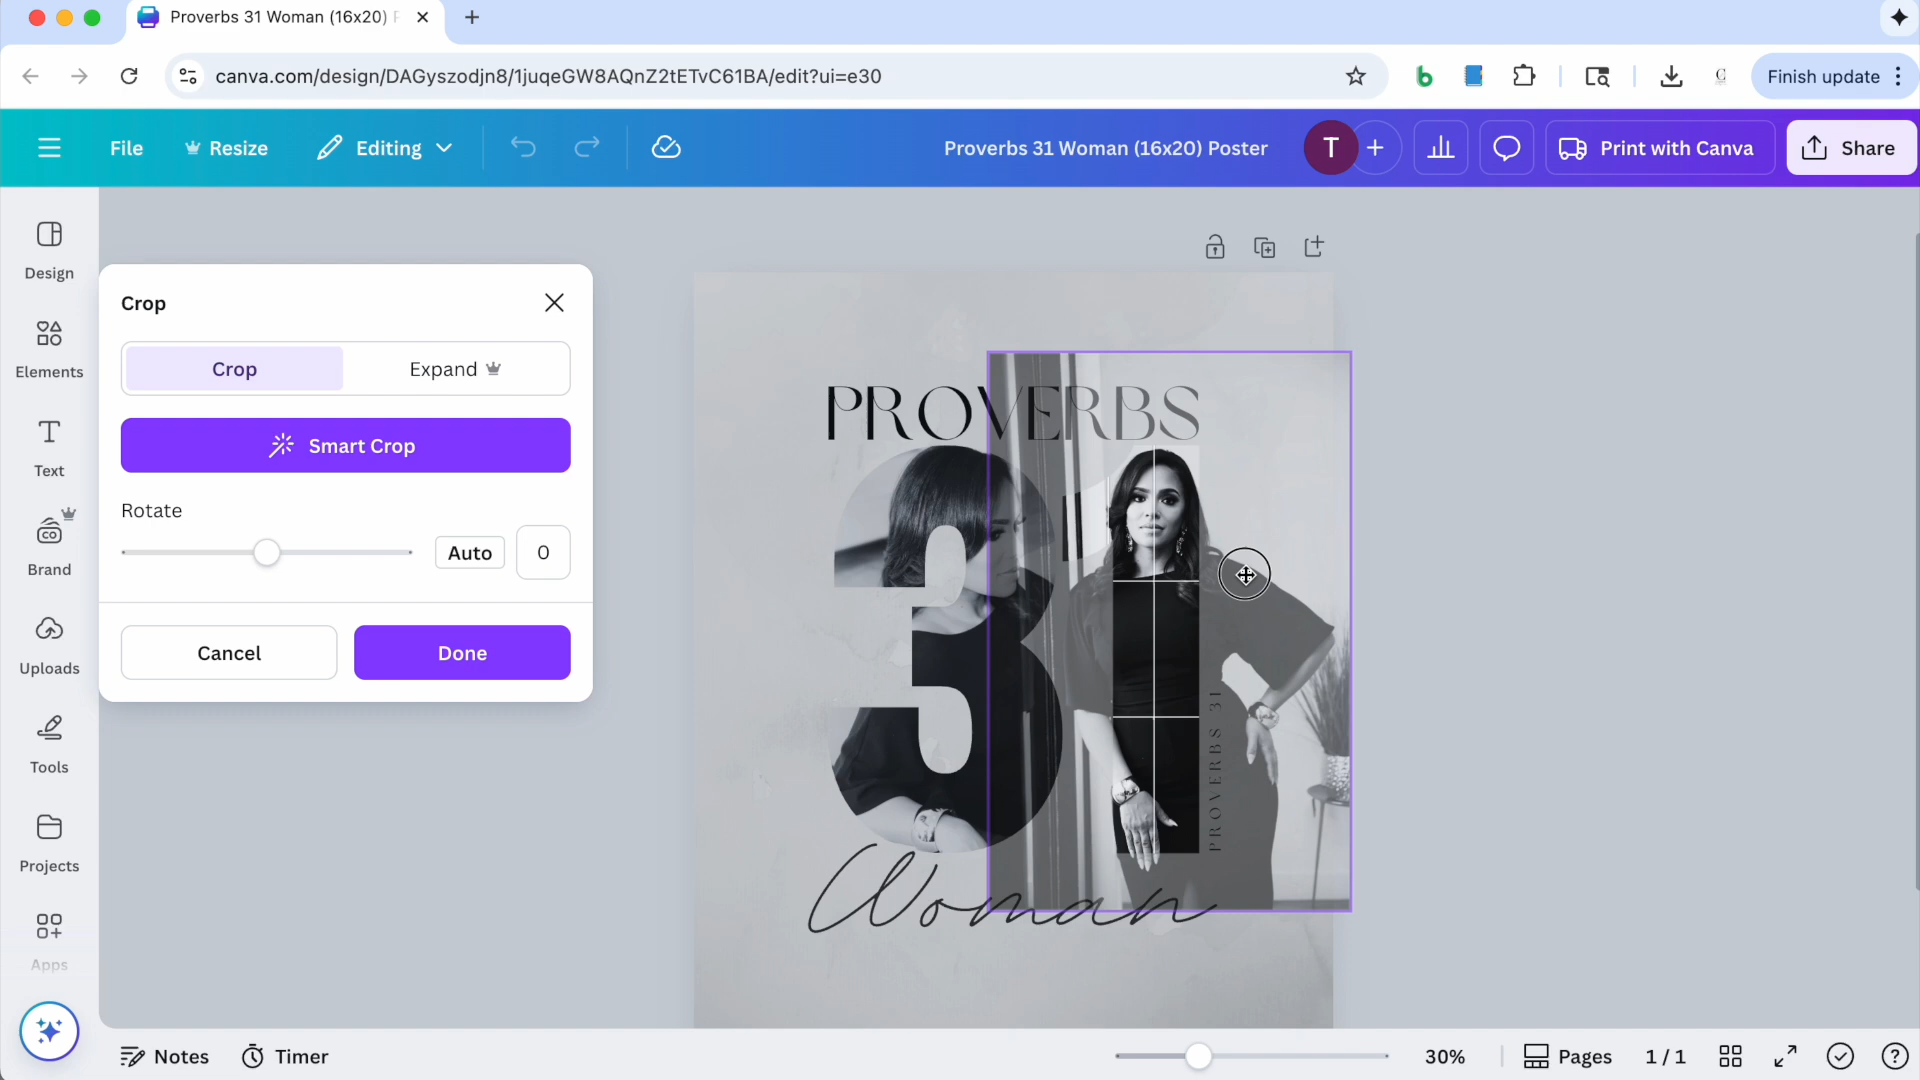 Proverbs 31 Woman (16x20) P
canva.com/design/DAGyszodjn8/1juqeGW8AQnZ2tETvC61BA/edit?ui=e30
Finish update
File
Resize
Editing
Proverbs 31 Woman (16x20) Poster
T
Print with Canva
Share
Design
Elements
Text
Brand
Uploads
Tools
Projects
Apps
Crop
Crop
Expand
Smart Crop
Rotate
Auto
0
Cancel
Done
PROVERBS
31
PROVERBS 31
Woman
Notes
Timer
30%
Pages
1 / 1